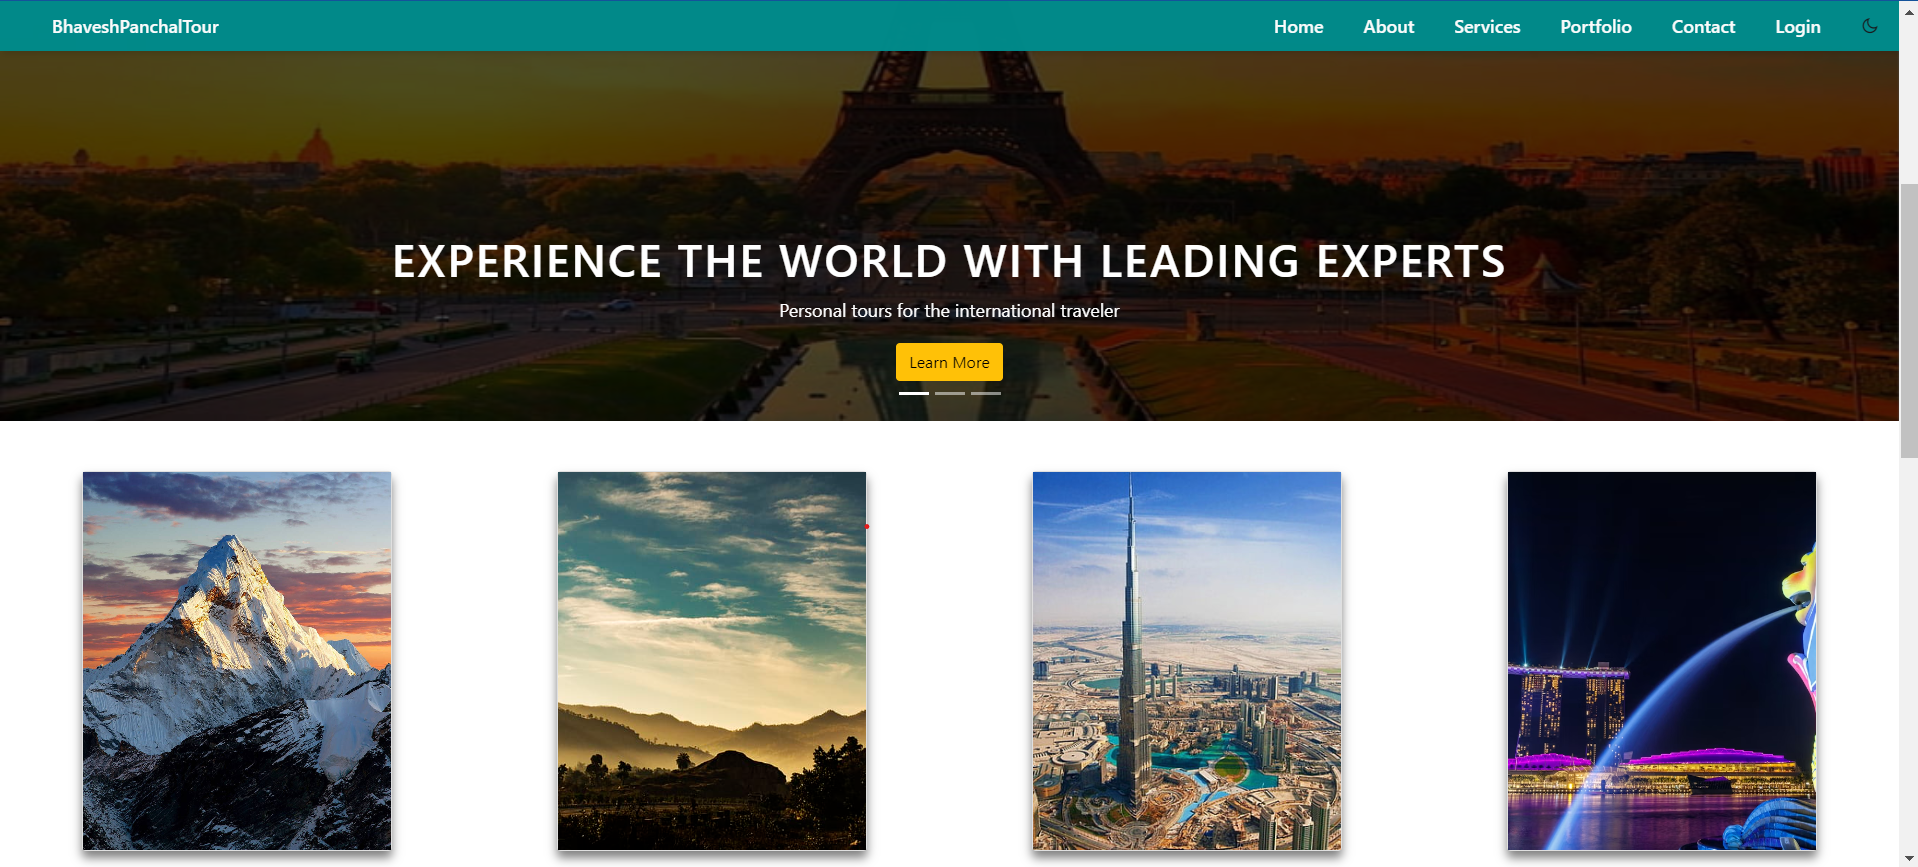 BhaveshPanchalTour
Home
About
Services
Portfolio
Contact
Login
EXPERIENCE THE WORLD WITH LEADING EXPERTS
Personal tours for the international traveler
Learn More